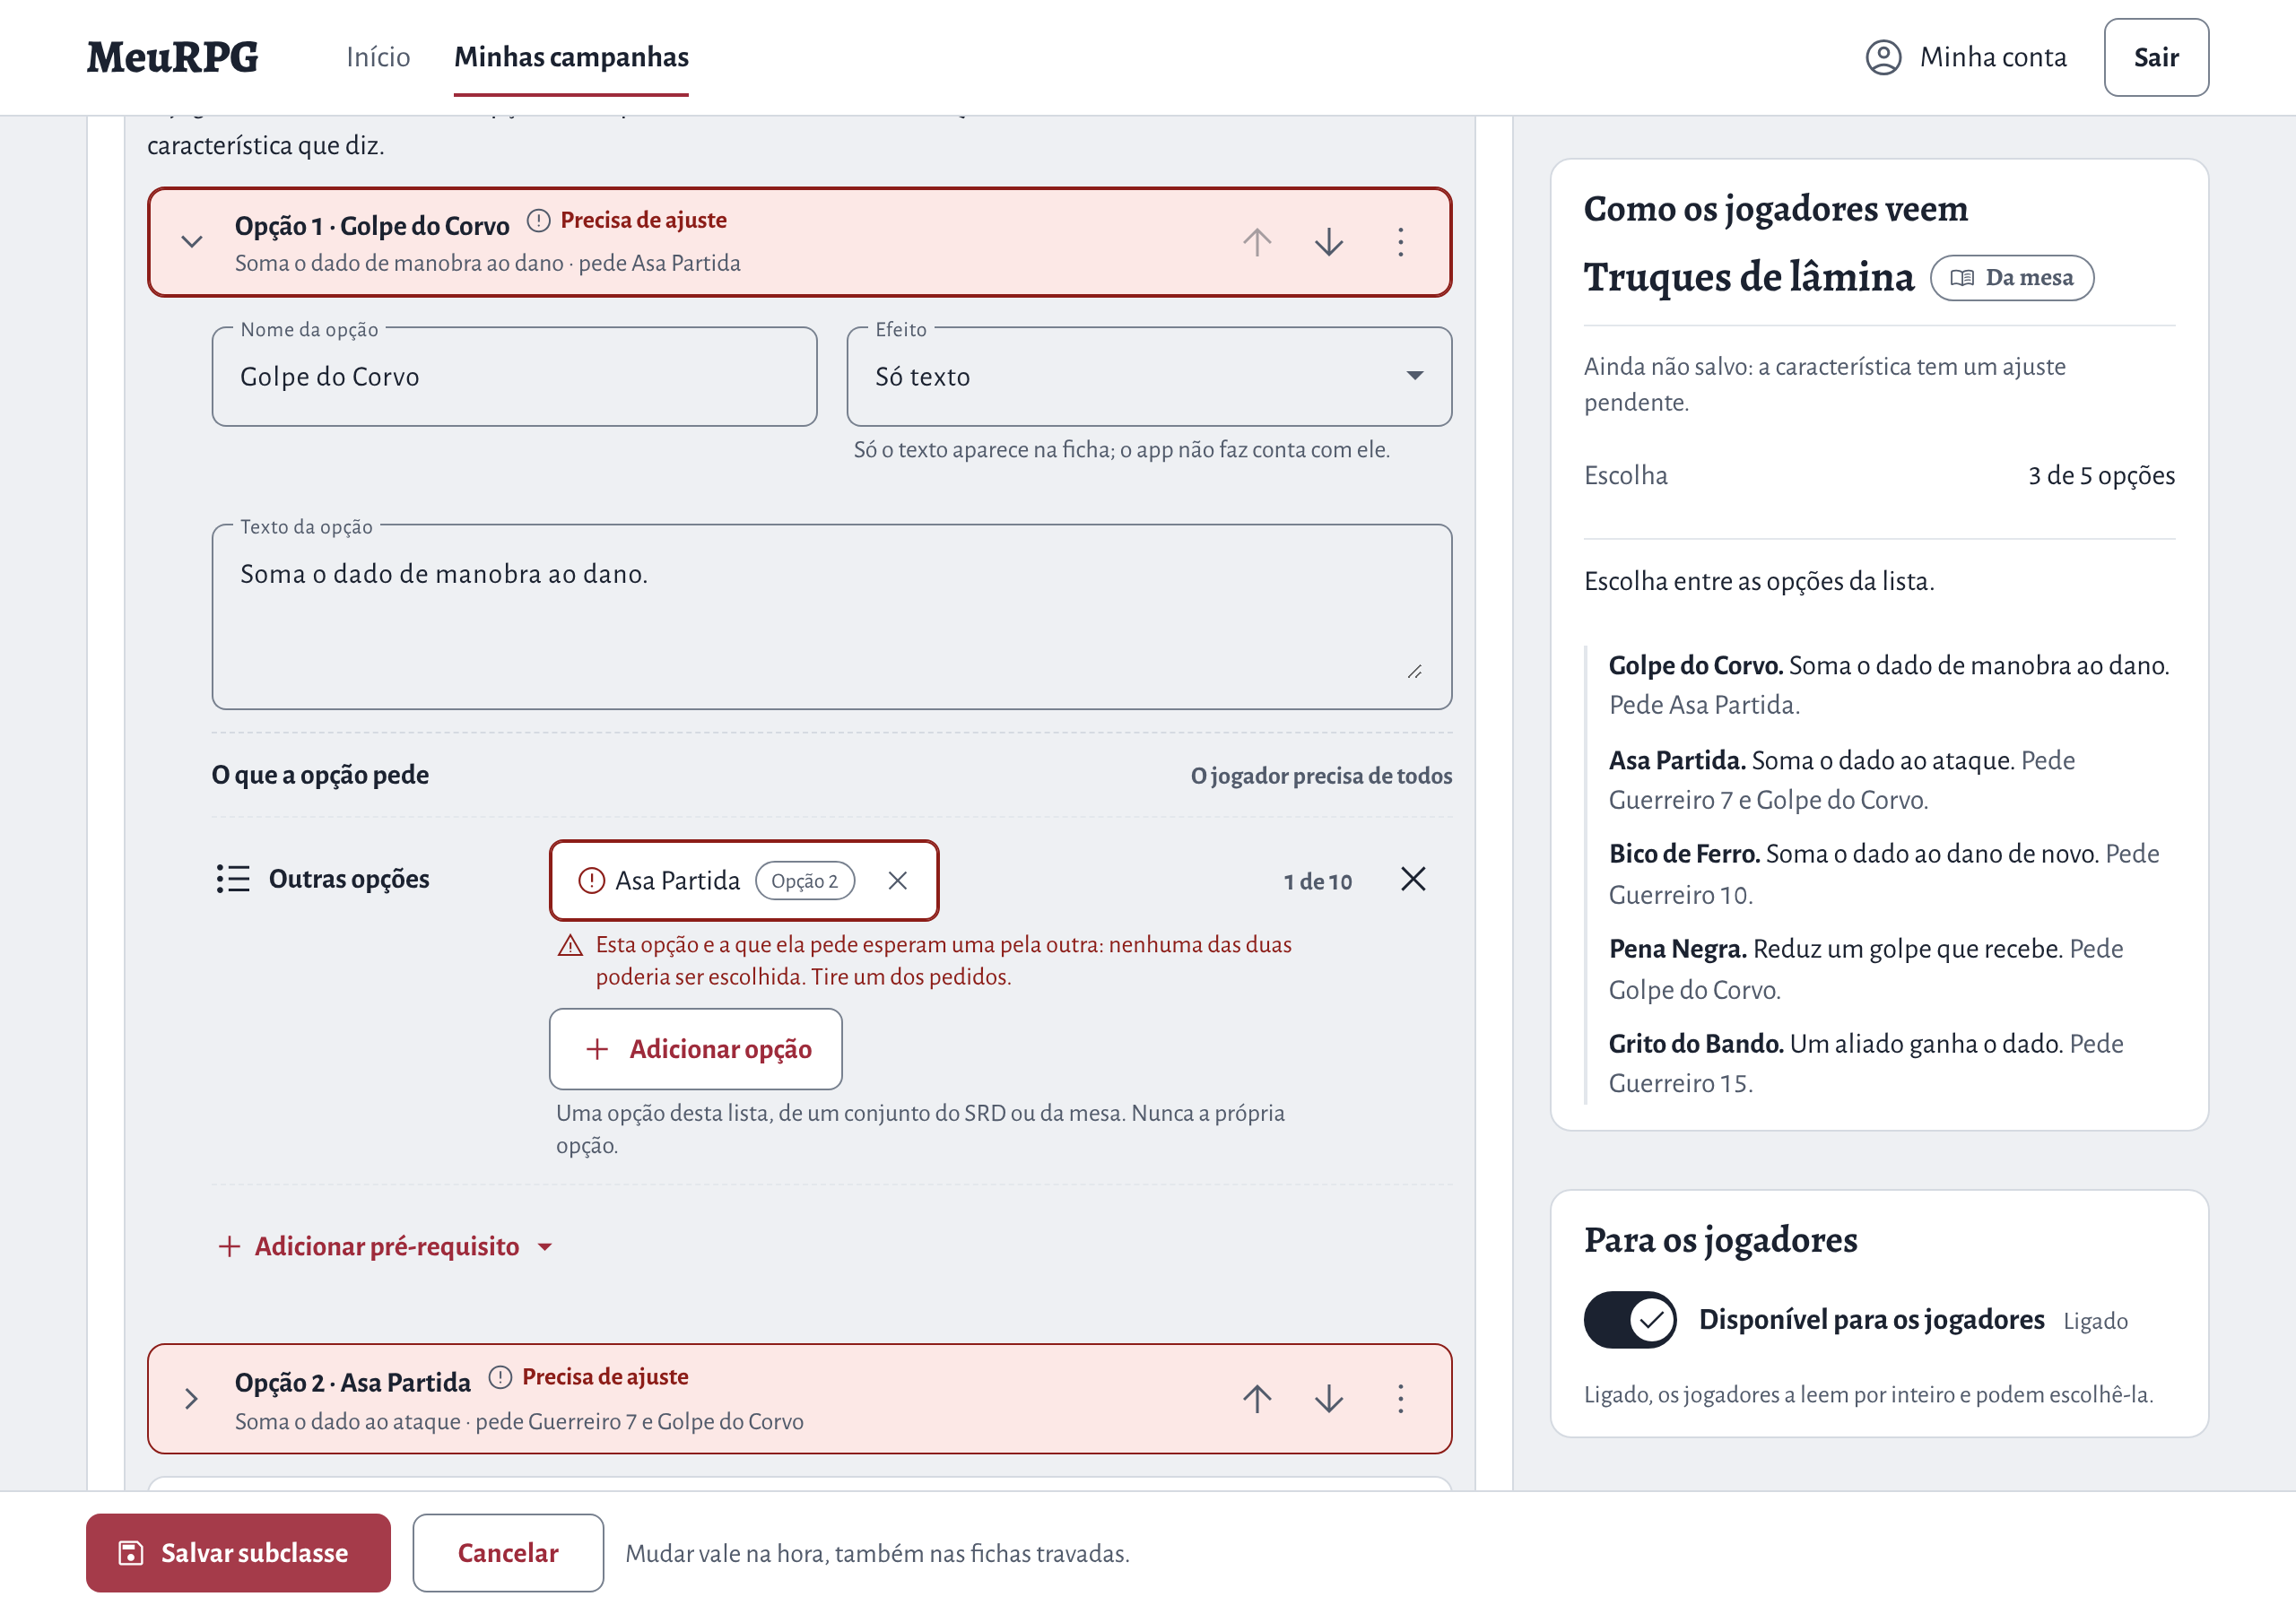 MeuRPG
Início
Minhas campanhas
Minha conta
Sair
característica que diz.
Opção 1 · Golpe do Corvo
Precisa de ajuste
Soma o dado de manobra ao dano · pede Asa Partida
Nome da opção
Golpe do Corvo
Efeito
Só texto
Só o texto aparece na ficha; o app não faz conta com ele.
Texto da opção
Soma o dado de manobra ao dano.
O que a opção pede
O jogador precisa de todos
Outras opções
Asa Partida
Opção 2
1 de 10
Esta opção e a que ela pede esperam uma pela outra: nenhuma das duas
poderia ser escolhida. Tire um dos pedidos.
Adicionar opção
Uma opção desta lista, de um conjunto do SRD ou da mesa. Nunca a própria
opção.
Adicionar pré-requisito
Opção 2 · Asa Partida
Precisa de ajuste
Soma o dado ao ataque · pede Guerreiro 7 e Golpe do Corvo
Como os jogadores veem
Truques de lâmina
Da mesa
Ainda não salvo: a característica tem um ajuste
pendente.
Escolha
3 de 5 opções
Escolha entre as opções da lista.
Golpe do Corvo. Soma o dado de manobra ao dano.
Pede Asa Partida.
Asa Partida. Soma o dado ao ataque. Pede
Guerreiro 7 e Golpe do Corvo.
Bico de Ferro. Soma o dado ao dano de novo. Pede
Guerreiro 10.
Pena Negra. Reduz um golpe que recebe. Pede
Golpe do Corvo.
Grito do Bando. Um aliado ganha o dado. Pede
Guerreiro 15.
Para os jogadores
Disponível para os jogadores
Ligado
Ligado, os jogadores a leem por inteiro e podem escolhê-la.
Salvar subclasse
Cancelar
Mudar vale na hora, também nas fichas travadas.